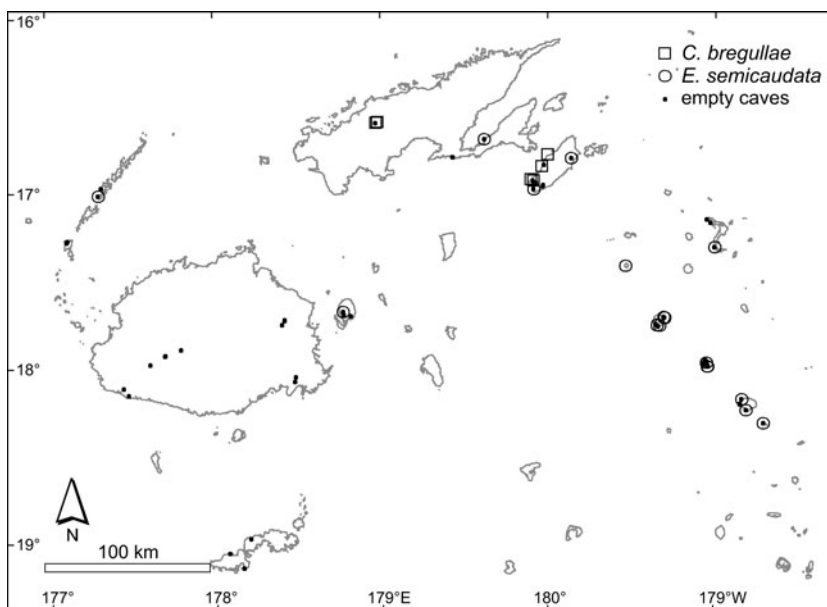 16°
C. bregullae
E. semicaudata
empty caves
17°
18°
N
19°
100 km
177° 178° 179°E 180° 179°W